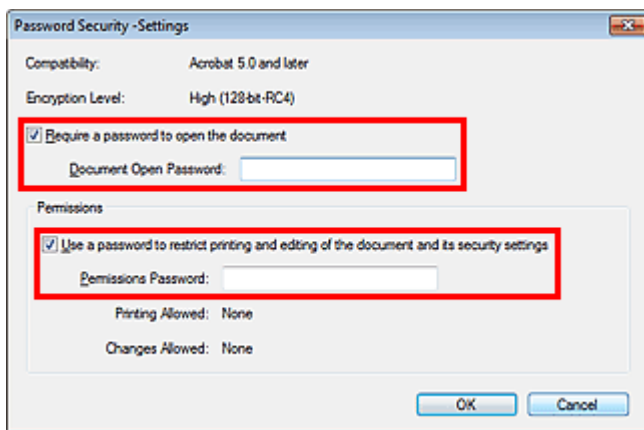 Password Security -Settings
Compatibility: Acrobat 5.0 and later
Encryption Level: High (128-bit-RC4)
Require a password to open the document
Document Open Password:
Permissions
Use a password to restrict printing and editing of the document and its security settings
Permissions Password:
Printing Allowed: None
Changes Allowed: None
OK Cancel